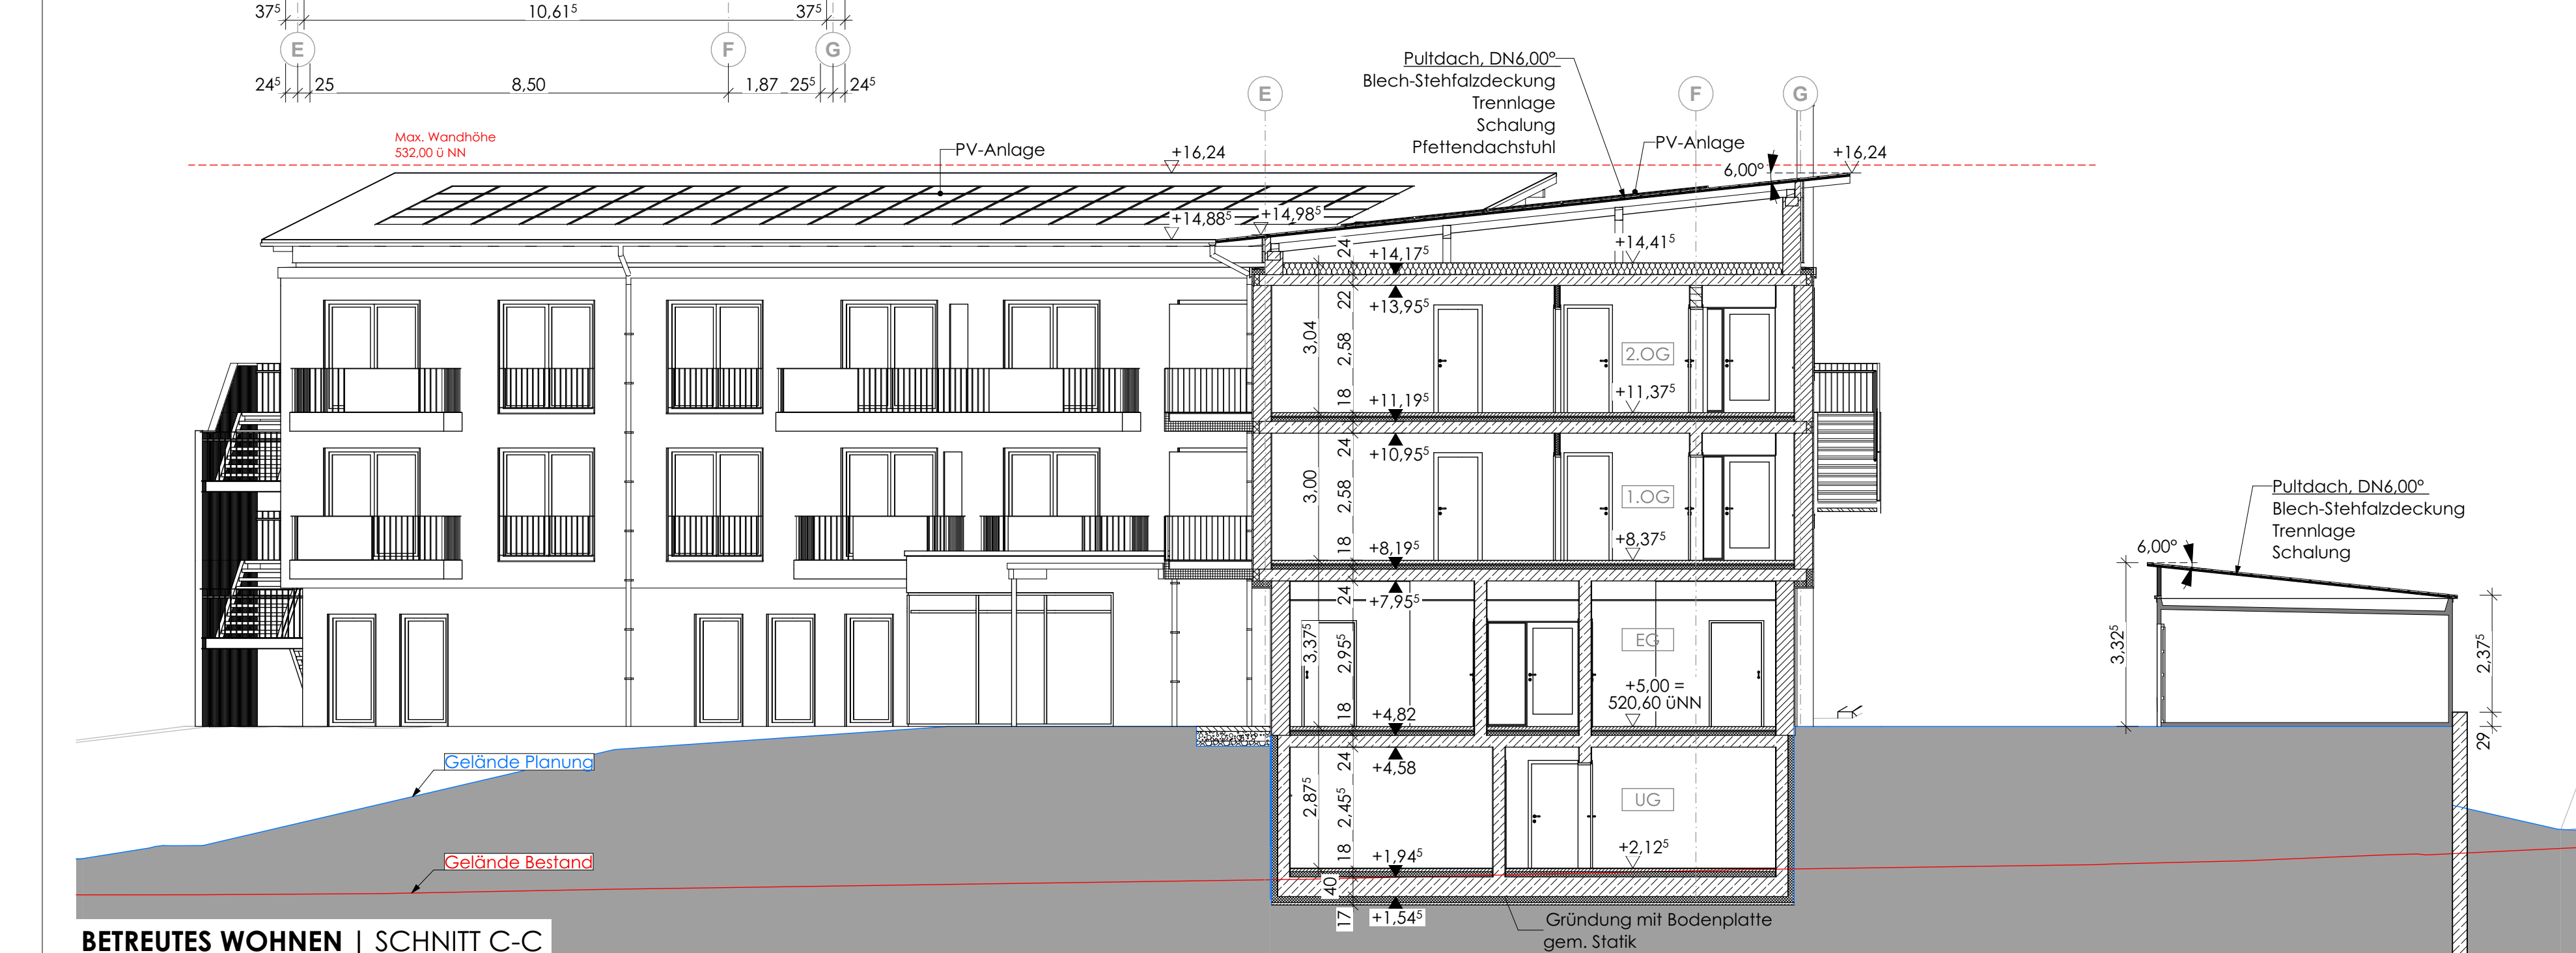 37⁵ 10,61⁵ 37⁵
E F G
24⁵ 25 8,50 1,87 25⁵ 24⁵
Max. Wandhöhe
532,00 ü NN
PV-Anlage
+16,24
+14,88⁵
+14,98⁵
E F G
Pultdach, DN6,00°
Blech-Stehfalzdeckung
Trennlage
Schalung
Pfettendachstuhl
PV-Anlage
6,00°
+16,24
24
+14,17⁵
+14,41⁵
22
+13,95⁵
3,04
2,58
2.OG
18
+11,19⁵
+11,37⁵
24
+10,95⁵
3,00
2,58
1.OG
18
+8,19⁵
+8,37⁵
24
+7,95⁵
3,37⁵
2,95⁵
EG
+5,00 =
520,60 üNN
18
+4,82
24
+4,58
2,87⁵
2,45⁵
UG
18
+1,94⁵
+2,12⁵
40
17
+1,54⁵
Gründung mit Bodenplatte
gem. Statik
Pultdach, DN6,00°
Blech-Stehfalzdeckung
Trennlage
Schalung
6,00°
3,32⁵
2,37⁵
29
Gelände Planung
Gelände Bestand
BETREUTES WOHNEN | SCHNITT C-C